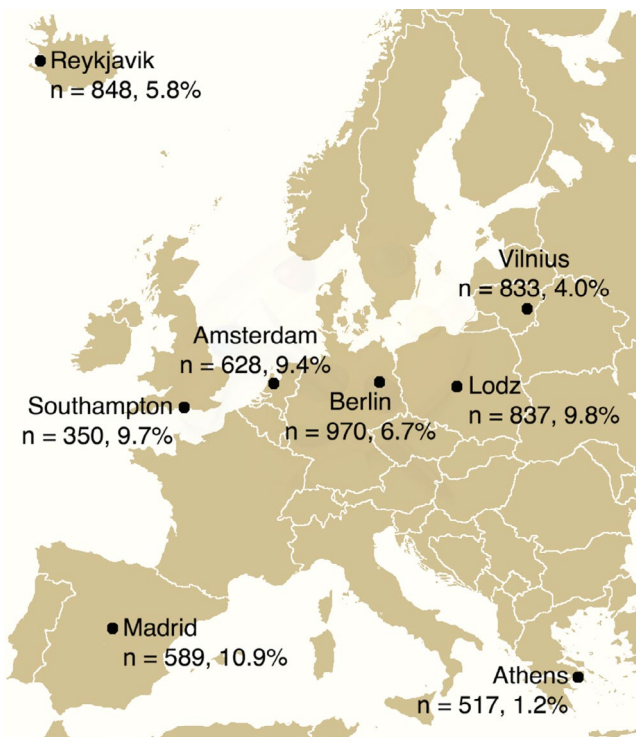 Reykjavik
n = 848, 5.8%
Vilnius
n = 833, 4.0%
Amsterdam
n = 628, 9.4%
Southampton
n = 350, 9.7%
Berlin
n = 970, 6.7%
Lodz
n = 837, 9.8%
Madrid
n = 589, 10.9%
Athens
n = 517, 1.2%